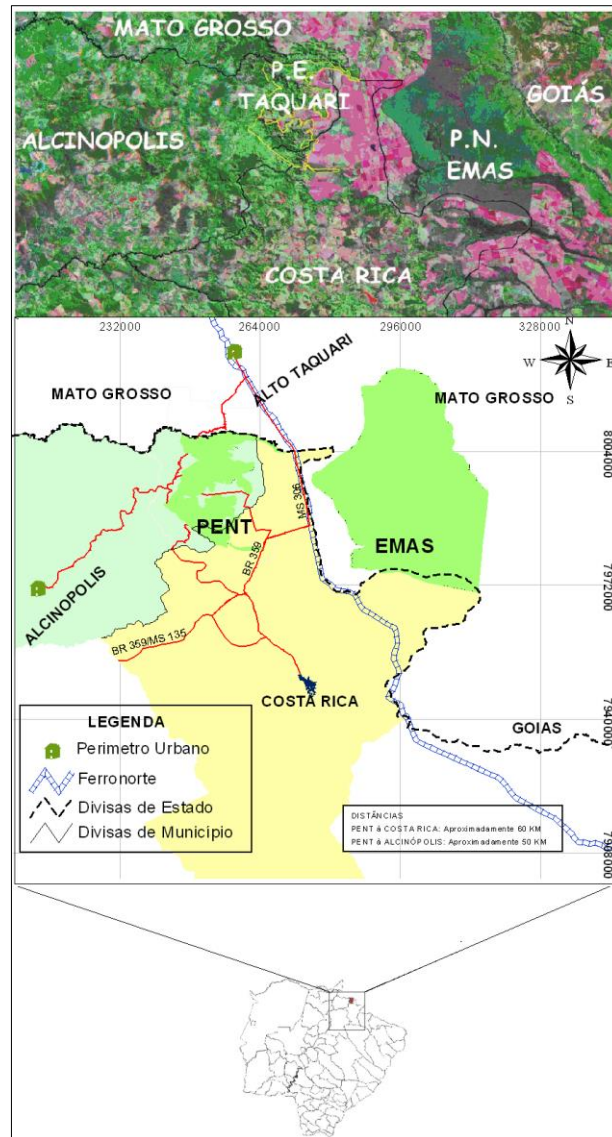 MATO GROSSO
P.E.
TAQUARI
GOIÁS
ALCINOPOLIS
P.N.
EMAS
COSTA RICA
232000
264000
296000
328000
N
W
E
S
ALTO TAQUARI
MATO GROSSO
MATO GROSSO
8004000
MS 306
PENT
EMAS
BR 359
7972000
ALCINOPOLIS
BR 359/MS 135
COSTA RICA
7940000
GOIAS
LEGENDA
Perimetro Urbano
Ferronorte
Divisas de Estado
Divisas de Municipio
DISTÂNCIAS
PENT á COSTA RICA: Aproximadamente 60 KM
PENT á ALCINÓPOLIS: Aproximadamente 50 KM
7908000